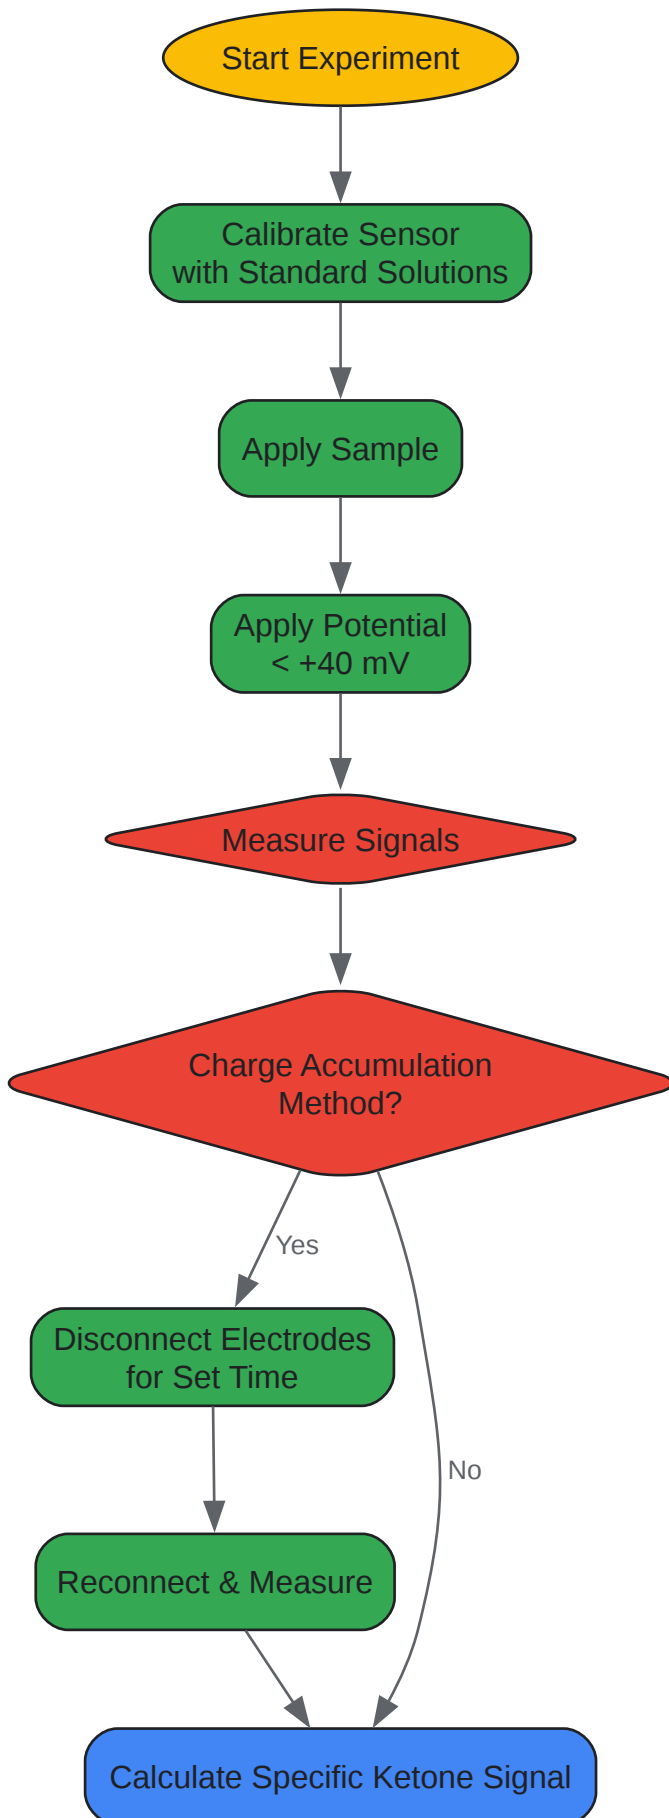 Start Experiment
Calibrate Sensor
with Standard Solutions
Apply Sample
Apply Potential
< +40 mV
Measure Signals
Charge Accumulation
Method?
Yes
Disconnect Electrodes
for Set Time
No
Reconnect & Measure
Calculate Specific Ketone Signal